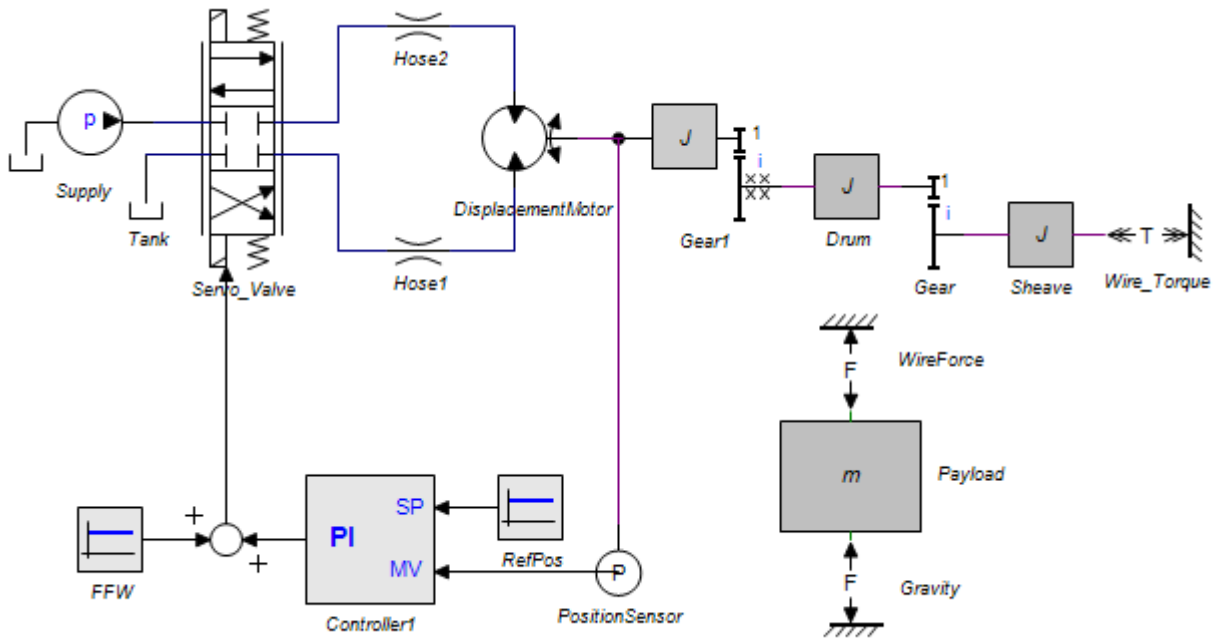 Hose2
p
J
1
i
Supply
DisplacementMotor
J
1
i
Tank
Gear1
Drum
J
T
Servo_Valve
Hose1
Gear
Sheave
Wire_Torque
F
WireForce
m
Payload
SP
+
PI
RefPos
+
MV
P
F
FFW
Gravity
Controller1
PositionSensor